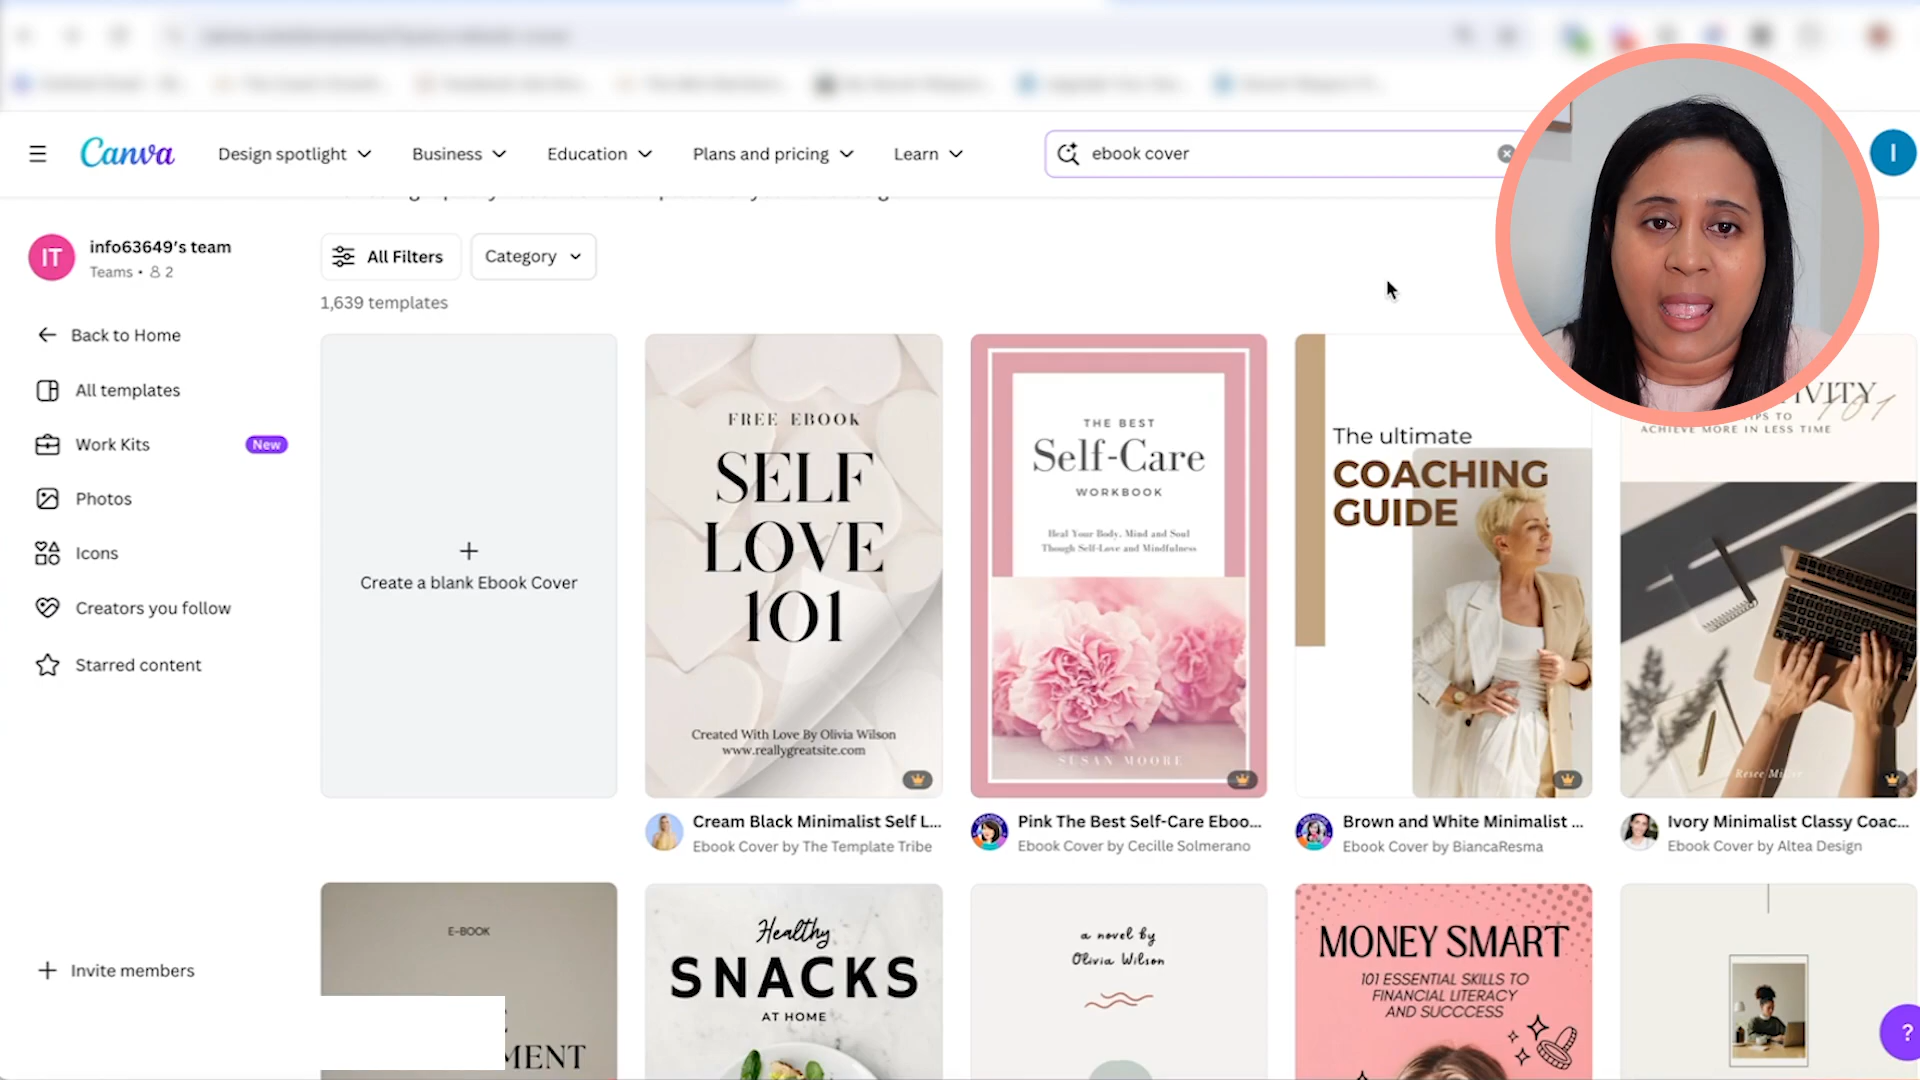 Canva
Design spotlight
Business
Education
Plans and pricing
Learn
ebook cover
I
IT
info63649's team
Teams • 2
Back to Home
All templates
Work Kits
New
Photos
Icons
Creators you follow
Starred content
Invite members
All Filters
Category
1,639 templates
Create a blank Ebook Cover
FREE EBOOK
SELF
LOVE
101
Created With Love By Olivia Wilson
www.reallygreatsite.com
Cream Black Minimalist Self L...
Ebook Cover by The Template Tribe
THE BEST
Self-Care
WORKBOOK
Heal Your Body, Mind and Soul
Though Self-Love and Mindfulness
SUSAN MOORE
Pink The Best Self-Care Eboo...
Ebook Cover by Cecille Solmerano
The ultimate
COACHING
GUIDE
Brown and White Minimalist ...
Ebook Cover by BiancaResma
101
TO
ACHIEVE MORE IN LESS TIME
Ivory Minimalist Classy Coac...
Ebook Cover by Altea Design
E-BOOK
Healthy
SNACKS
AT HOME
a novel by
Olivia Wilson
MONEY SMART
101 ESSENTIAL SKILLS TO
FINANCIAL LITERACY
AND SUCCCESS
?